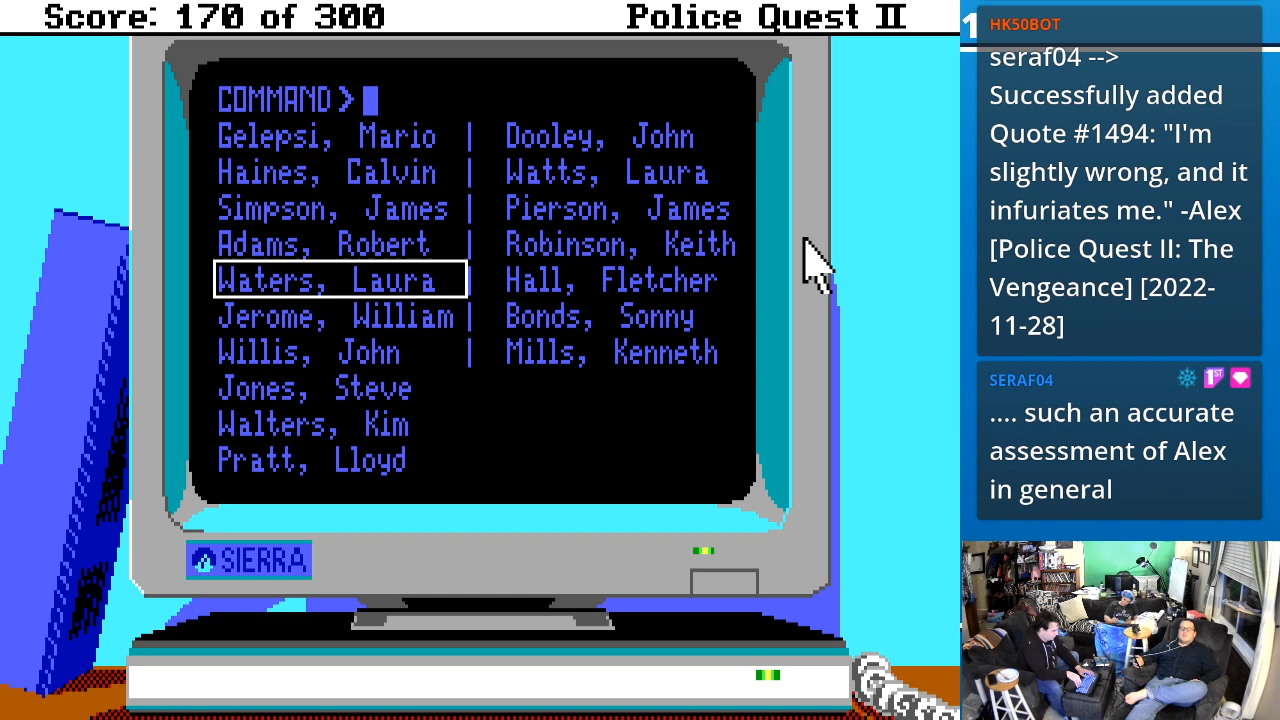 Score: 170 of 300
Police Quest II
COMMAND >
Gelepsi, Mario | Dooley, John
Haines, Calvin | Watts, Laura
Simpson, James | Pierson, James
Adams, Robert | Robinson, Keith
Waters, Laura | Hall, Fletcher
Jerome, William | Bonds, Sonny
Willis, John | Mills, Kenneth
Jones, Steve
Walters, Kim
Pratt, Lloyd
SIERRA
1
HK50BOT
seraf04 -->
Successfully added
Quote #1494: "I'm
slightly wrong, and it
infuriates me." -Alex
[Police Quest II: The
Vengeance] [2022-
11-28]
SERAF04
1ST
.... such an accurate
assessment of Alex
in general